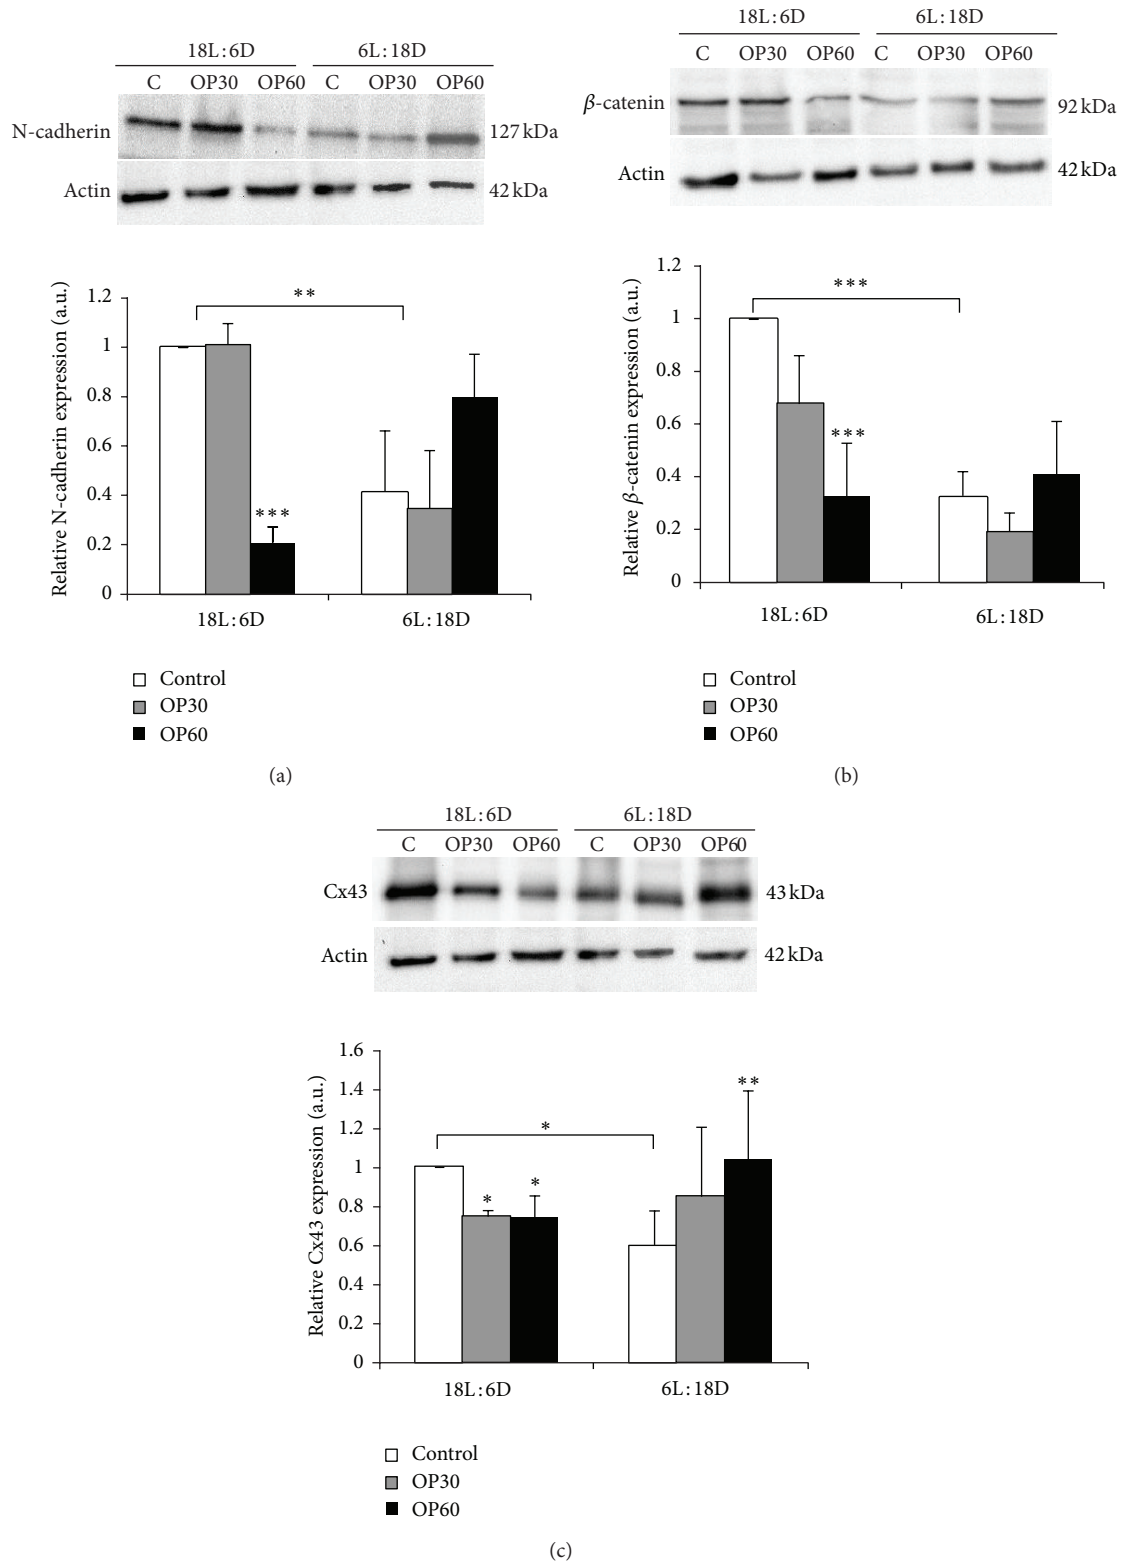 18L:6D 6L:18D
C OP30 OP60 C OP30 OP60
N-cadherin 127 kDa
Actin 42 kDa
Relative N-cadherin expression (a.u.)
1.2
1
0.8
0.6
0.4
0.2
0
**
***
18L:6D 6L:18D
Control
OP30
OP60
(a)
18L:6D 6L:18D
C OP30 OP60 C OP30 OP60
β-catenin 92 kDa
Actin 42 kDa
Relative β-catenin expression (a.u.)
1.2
1
0.8
0.6
0.4
0.2
0
***
***
18L:6D 6L:18D
Control
OP30
OP60
(b)
18L:6D 6L:18D
C OP30 OP60 C OP30 OP60
Cx43 43 kDa
Actin 42 kDa
Relative Cx43 expression (a.u.)
1.6
1.4
1.2
1
0.8
0.6
0.4
0.2
0
*
* * **
18L:6D 6L:18D
Control
OP30
OP60
(c)